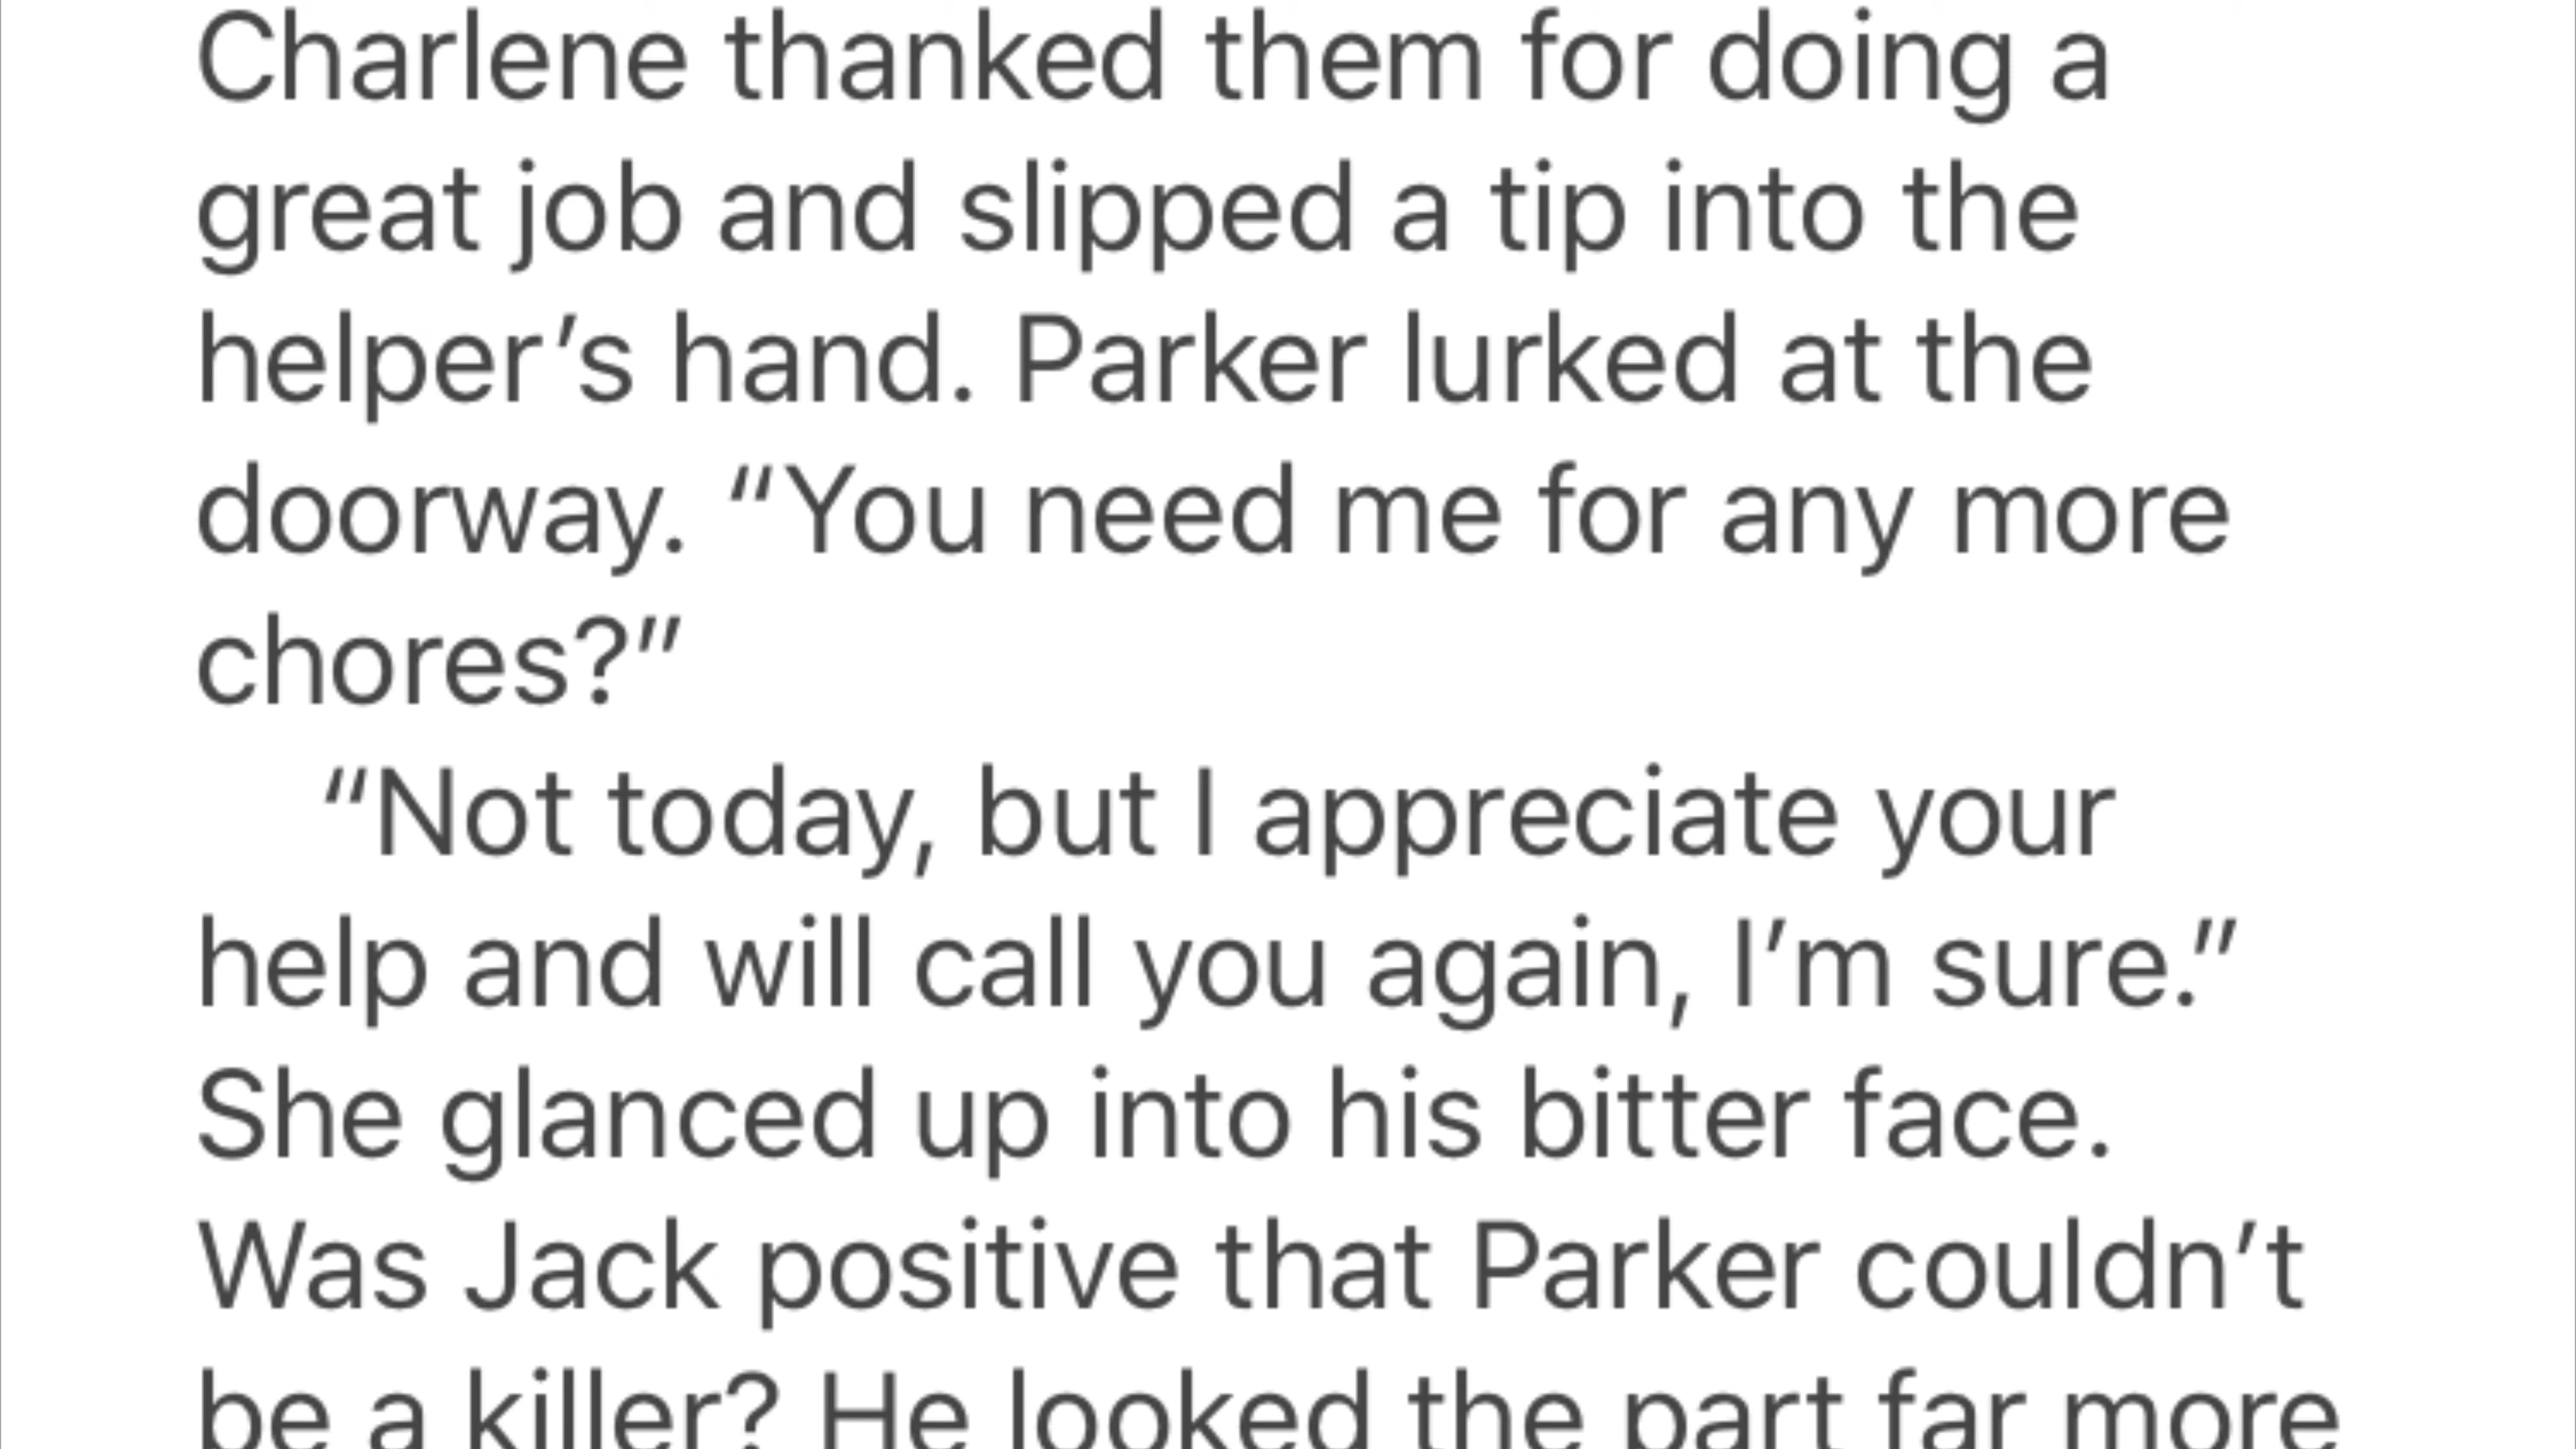 Charlene thanked them for doing a
great job and slipped a tip into the
helper’s hand. Parker lurked at the
doorway. “You need me for any more
chores?”
“Not today, but I appreciate your
help and will call you again, I’m sure.”
She glanced up into his bitter face.
Was Jack positive that Parker couldn’t
be a killer? He looked the part far more